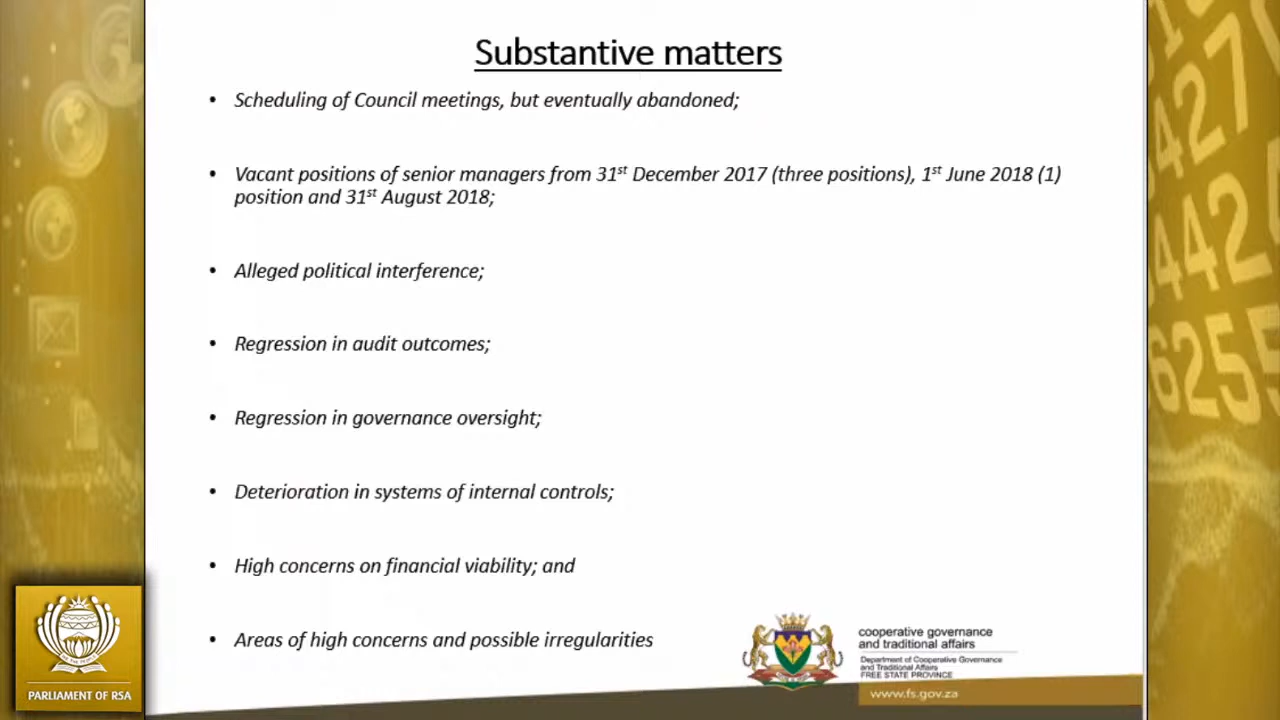 Substantive matters
• Scheduling of Council meetings, but eventually abandoned;
• Vacant positions of senior managers from 31st December 2017 (three positions), 1st June 2018 (1)
position and 31st August 2018;
• Alleged political interference;
• Regression in audit outcomes;
• Regression in governance oversight;
• Deterioration in systems of internal controls;
• High concerns on financial viability; and
• Areas of high concerns and possible irregularities
cooperative governance
and traditional affairs
Department of Cooperative Governance
and Traditional Affairs
FREE STATE PROVINCE
www.fs.gov.za
PARLIAMENT OF RSA
7
2427
442
6255